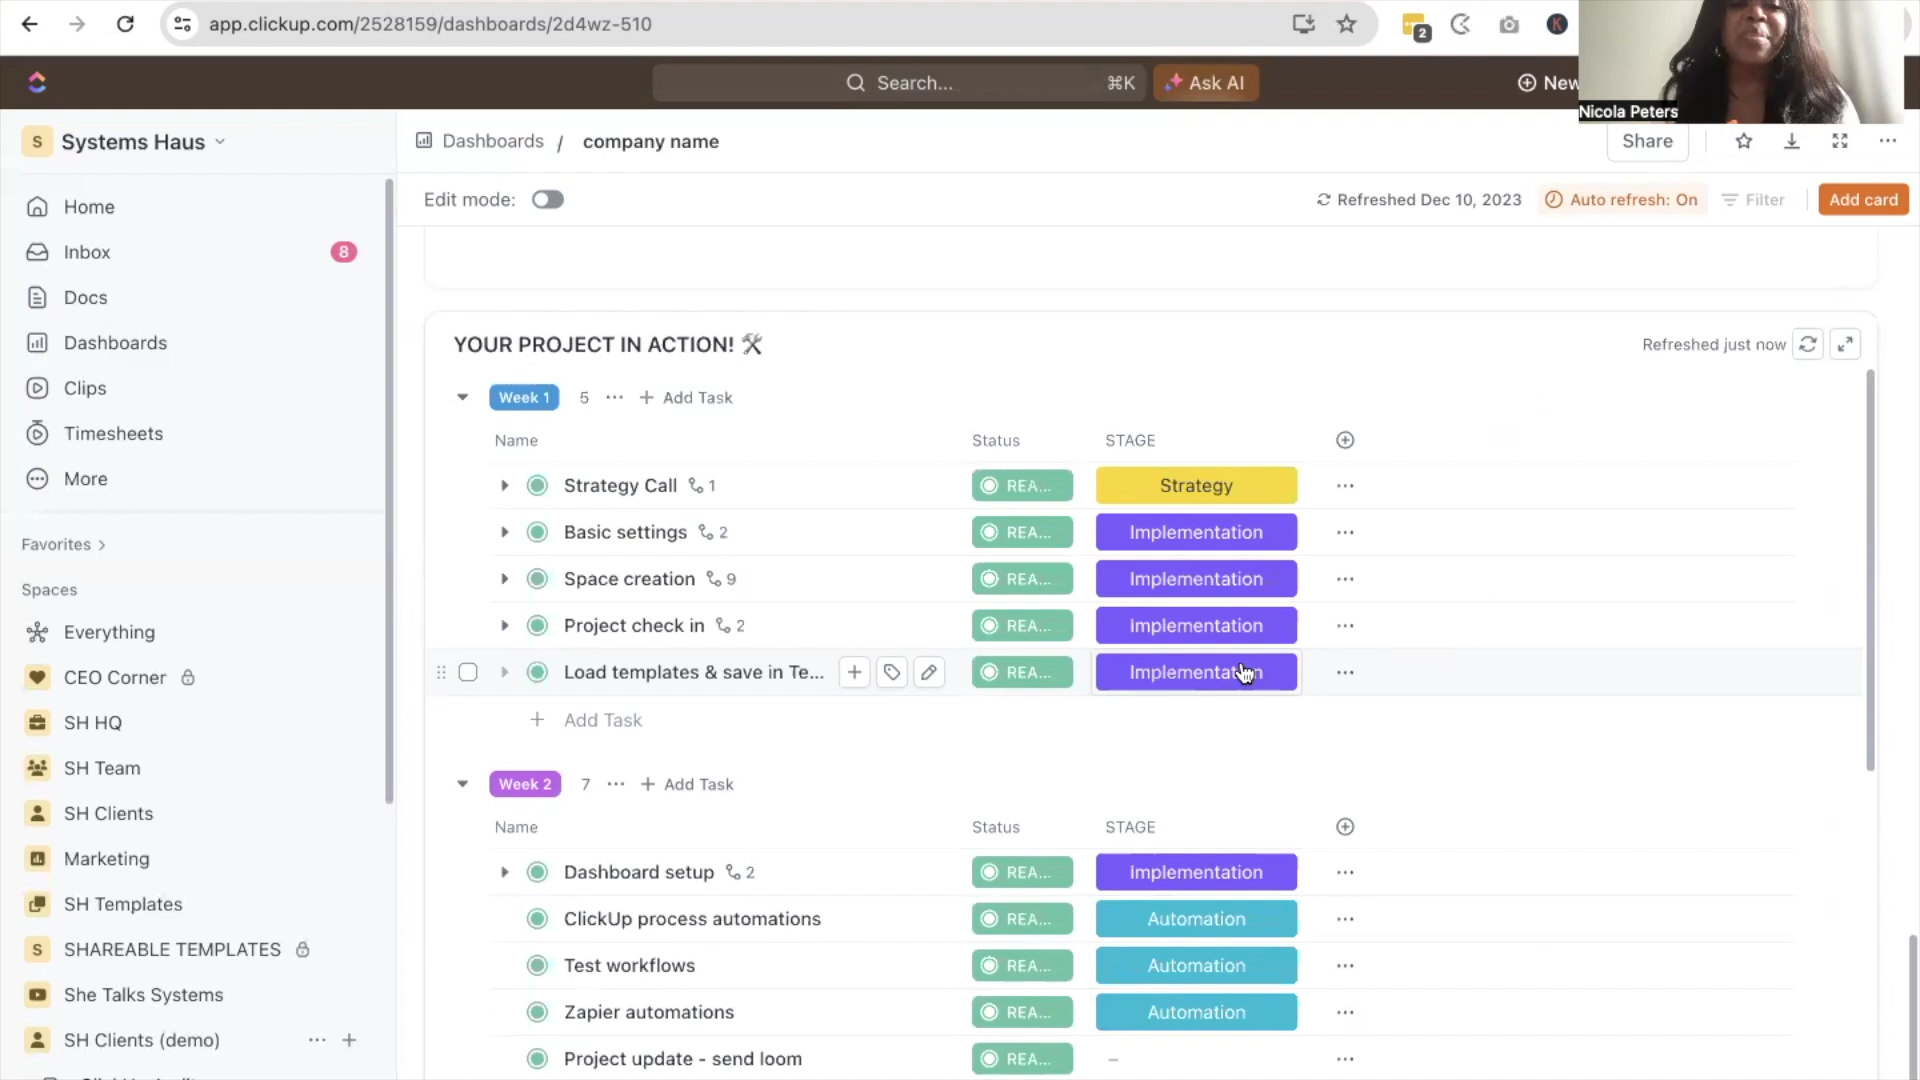 app.clickup.com/2528159/dashboards/2d4wz-510
2
K
Search...
⌘K
Ask AI
New
Nicola Peters
S
Systems Haus
Dashboards / company name
Share
Edit mode:
Refreshed Dec 10, 2023
Auto refresh: On
Filter
Add card
Home
Inbox
8
Docs
Dashboards
Clips
Timesheets
More
Favorites
Spaces
Everything
CEO Corner
SH HQ
SH Team
SH Clients
Marketing
SH Templates
S
SHAREABLE TEMPLATES
She Talks Systems
SH Clients (demo)
YOUR PROJECT IN ACTION! 🛠
Refreshed just now
Week 1 5 ... + Add Task
Name Status STAGE
Strategy Call 1 REA... Strategy
Basic settings 2 REA... Implementation
Space creation 9 REA... Implementation
Project check in 2 REA... Implementation
Load templates & save in Te... REA... Implementation
+ Add Task
Week 2 7 ... + Add Task
Name Status STAGE
Dashboard setup 2 REA... Implementation
ClickUp process automations REA... Automation
Test workflows REA... Automation
Zapier automations REA... Automation
Project update - send loom REA... –